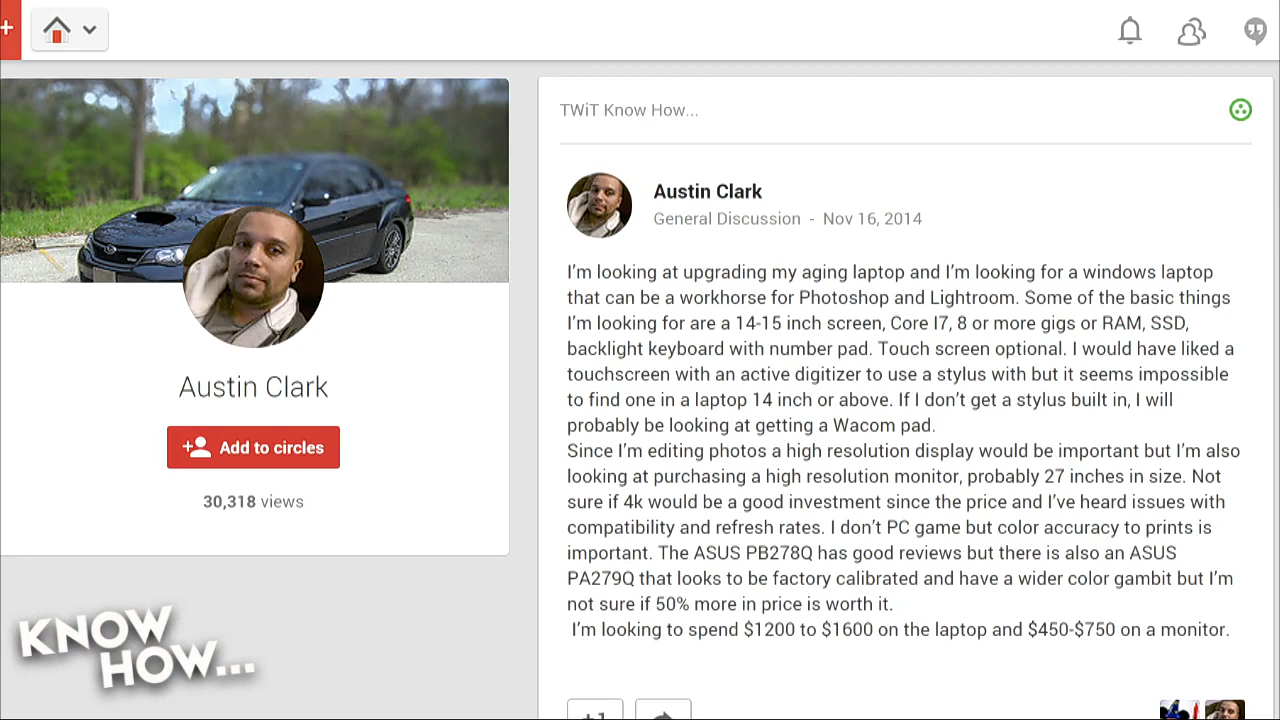 +
TWiT Know How...
Austin Clark
General Discussion - Nov 16, 2014
I'm looking at upgrading my aging laptop and I'm looking for a windows laptop
that can be a workhorse for Photoshop and Lightroom. Some of the basic things
I'm looking for are a 14-15 inch screen, Core I7, 8 or more gigs or RAM, SSD,
backlight keyboard with number pad. Touch screen optional. I would have liked a
touchscreen with an active digitizer to use a stylus with but it seems impossible
to find one in a laptop 14 inch or above. If I don't get a stylus built in, I will
probably be looking at getting a Wacom pad.
Since I'm editing photos a high resolution display would be important but I'm also
looking at purchasing a high resolution monitor, probably 27 inches in size. Not
sure if 4k would be a good investment since the price and I've heard issues with
compatibility and refresh rates. I don't PC game but color accuracy to prints is
important. The ASUS PB278Q has good reviews but there is also an ASUS
PA279Q that looks to be factory calibrated and have a wider color gambit but I'm
not sure if 50% more in price is worth it.
I'm looking to spend $1200 to $1600 on the laptop and $450-$750 on a monitor.
+1
Austin Clark
Add to circles
30,318 views
KNOW
HOW...